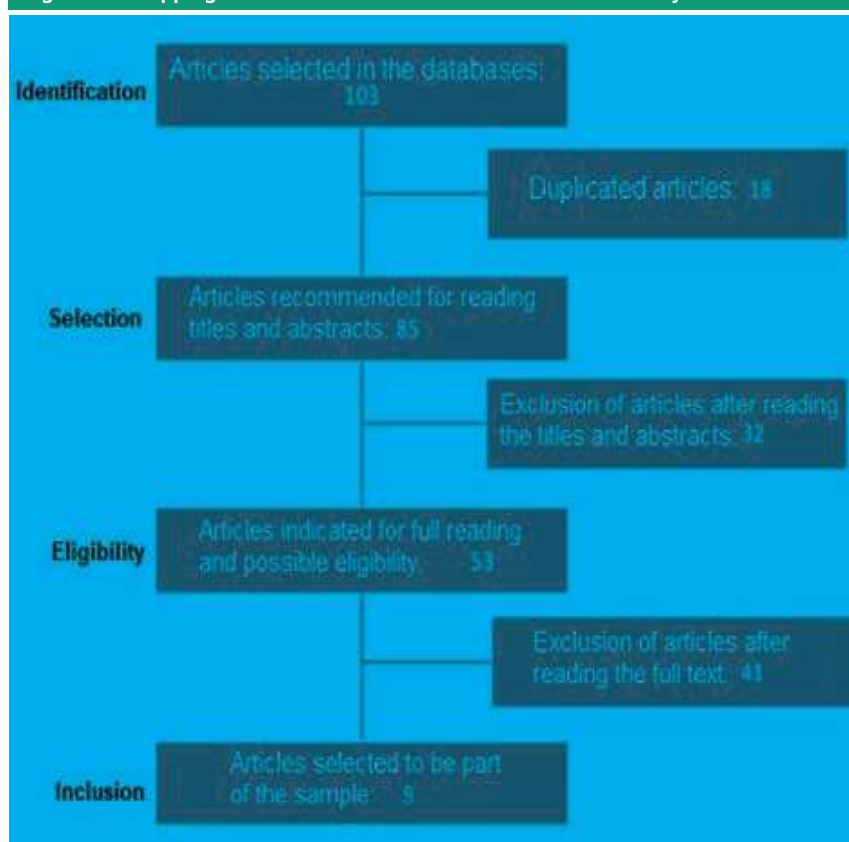 Identification
Articles selected in the databases:
103
Duplicated articles: 18
Selection
Articles recommended for reading
titles and abstracts: 85
Exclusion of articles after reading
the titles and abstracts: 32
Eligibility
Articles indicated for full reading
and possible eligibility. 53
Exclusion of articles after
reading the full text: 41
Inclusion
Articles selected to be part
of the sample 9